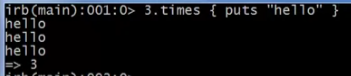 irb(main):001:0> 3.times { puts "hello" }
hello
hello
hello
=> 3